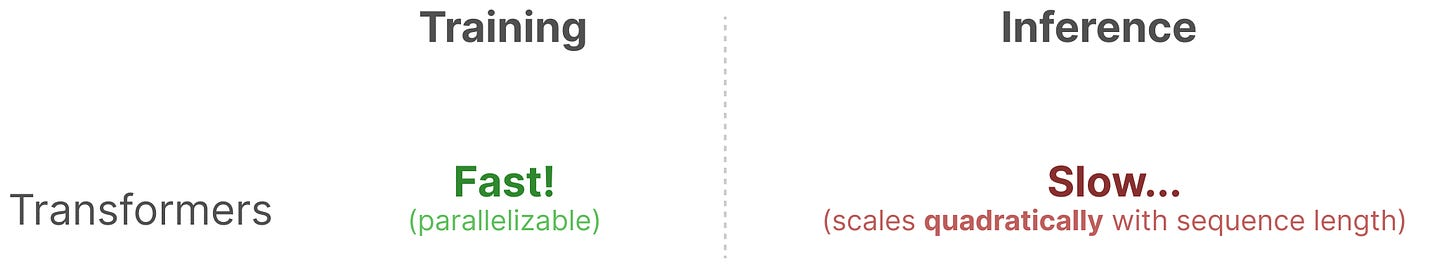 Training
Inference
Transformers
Fast!
(parallelizable)
Slow...
(scales quadratically with sequence length)